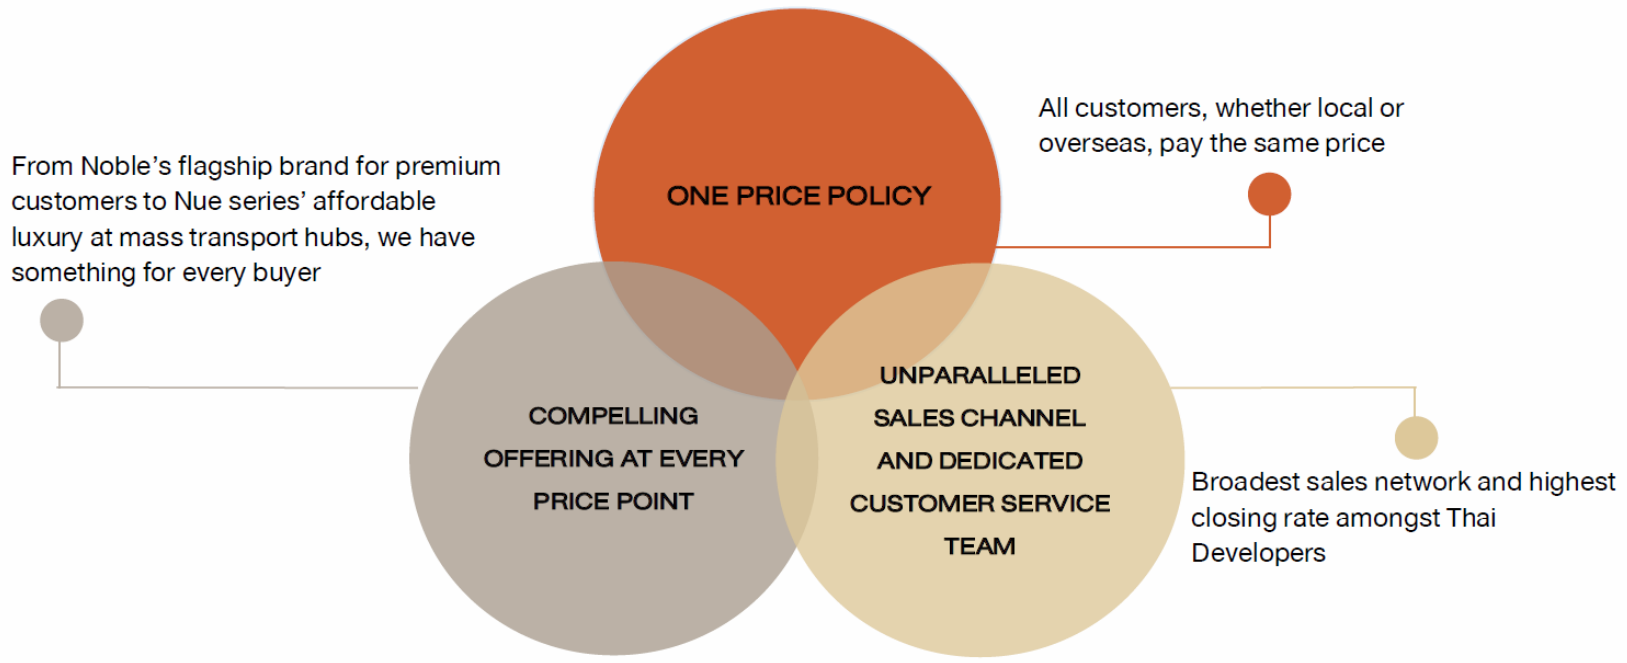 ONE PRICE POLICY
All customers, whether local or
overseas, pay the same price
From Noble’s flagship brand for premium
customers to Nue series’ affordable
luxury at mass transport hubs, we have
something for every buyer
COMPELLING
OFFERING AT EVERY
PRICE POINT
UNPARALLELED
SALES CHANNEL
AND DEDICATED
CUSTOMER SERVICE
TEAM
Broadest sales network and highest
closing rate amongst Thai
Developers